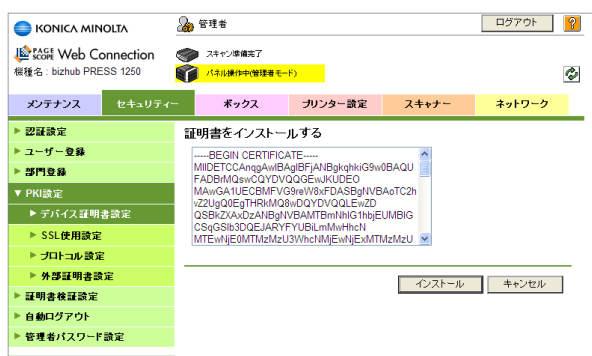 KONICA MINOLTA
管理者
ログアウト
?
PAGE SCOPE Web Connection
スキャン準備完了
機種名 : bizhub PRESS 1250
パネル操作中(管理者モード)
メンテナンス
セキュリティー
ボックス
プリンター設定
スキャナー
ネットワーク
認証設定
ユーザー登録
部門登録
PKI設定
デバイス証明書設定
SSL使用設定
プロトコル設定
外部証明書設定
証明書検証設定
自動ログアウト
管理者パスワード設定
証明書をインストールする
-----BEGIN CERTIFICATE-----
MIIDETCCAnqgAwIBAgIBFjANBgkqhkiG9w0BAQU
FADBrMQswCQYDVQQGEwJKUDEO
MAwGA1UECBMFVG9reW8xFDASBgNVBAoTC2h
vZ2UgQ0EgTHRkMQ8wDQYDVQQLEwZD
QSBkZXAxDzANBgNVBAMTBmNhIG1hbjEUMBIG
CSqGSIb3DQEJARYFYUBiLmMwHhcN
MTEwNjE0MTMzMzU3WhcNMjEwNjExMTMzMzU
インストール
キャンセル